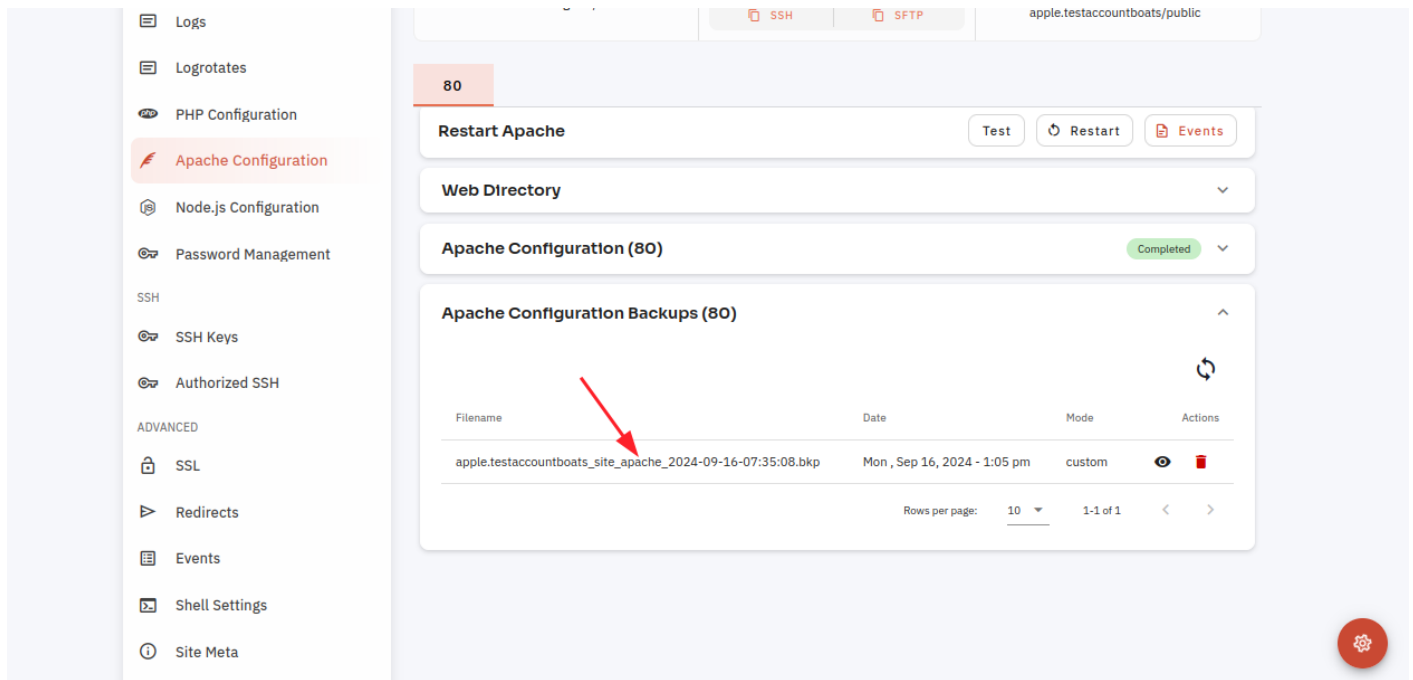 Logs
Logrotates
PHP Configuration
Apache Configuration
Node.js Configuration
Password Management
SSH
SSH Keys
Authorized SSH
ADVANCED
SSL
Redirects
Events
Shell Settings
Site Meta
SSH
SFTP
apple.testaccountboats/public
80
Restart Apache
Test
Restart
Events
Web Directory
Apache Configuration (80)
Completed
Apache Configuration Backups (80)
Filename Date Mode Actions
apple.testaccountboats_site_apache_2024-09-16-07:35:08.bkp Mon , Sep 16, 2024 - 1:05 pm custom
Rows per page: 10 1-1 of 1